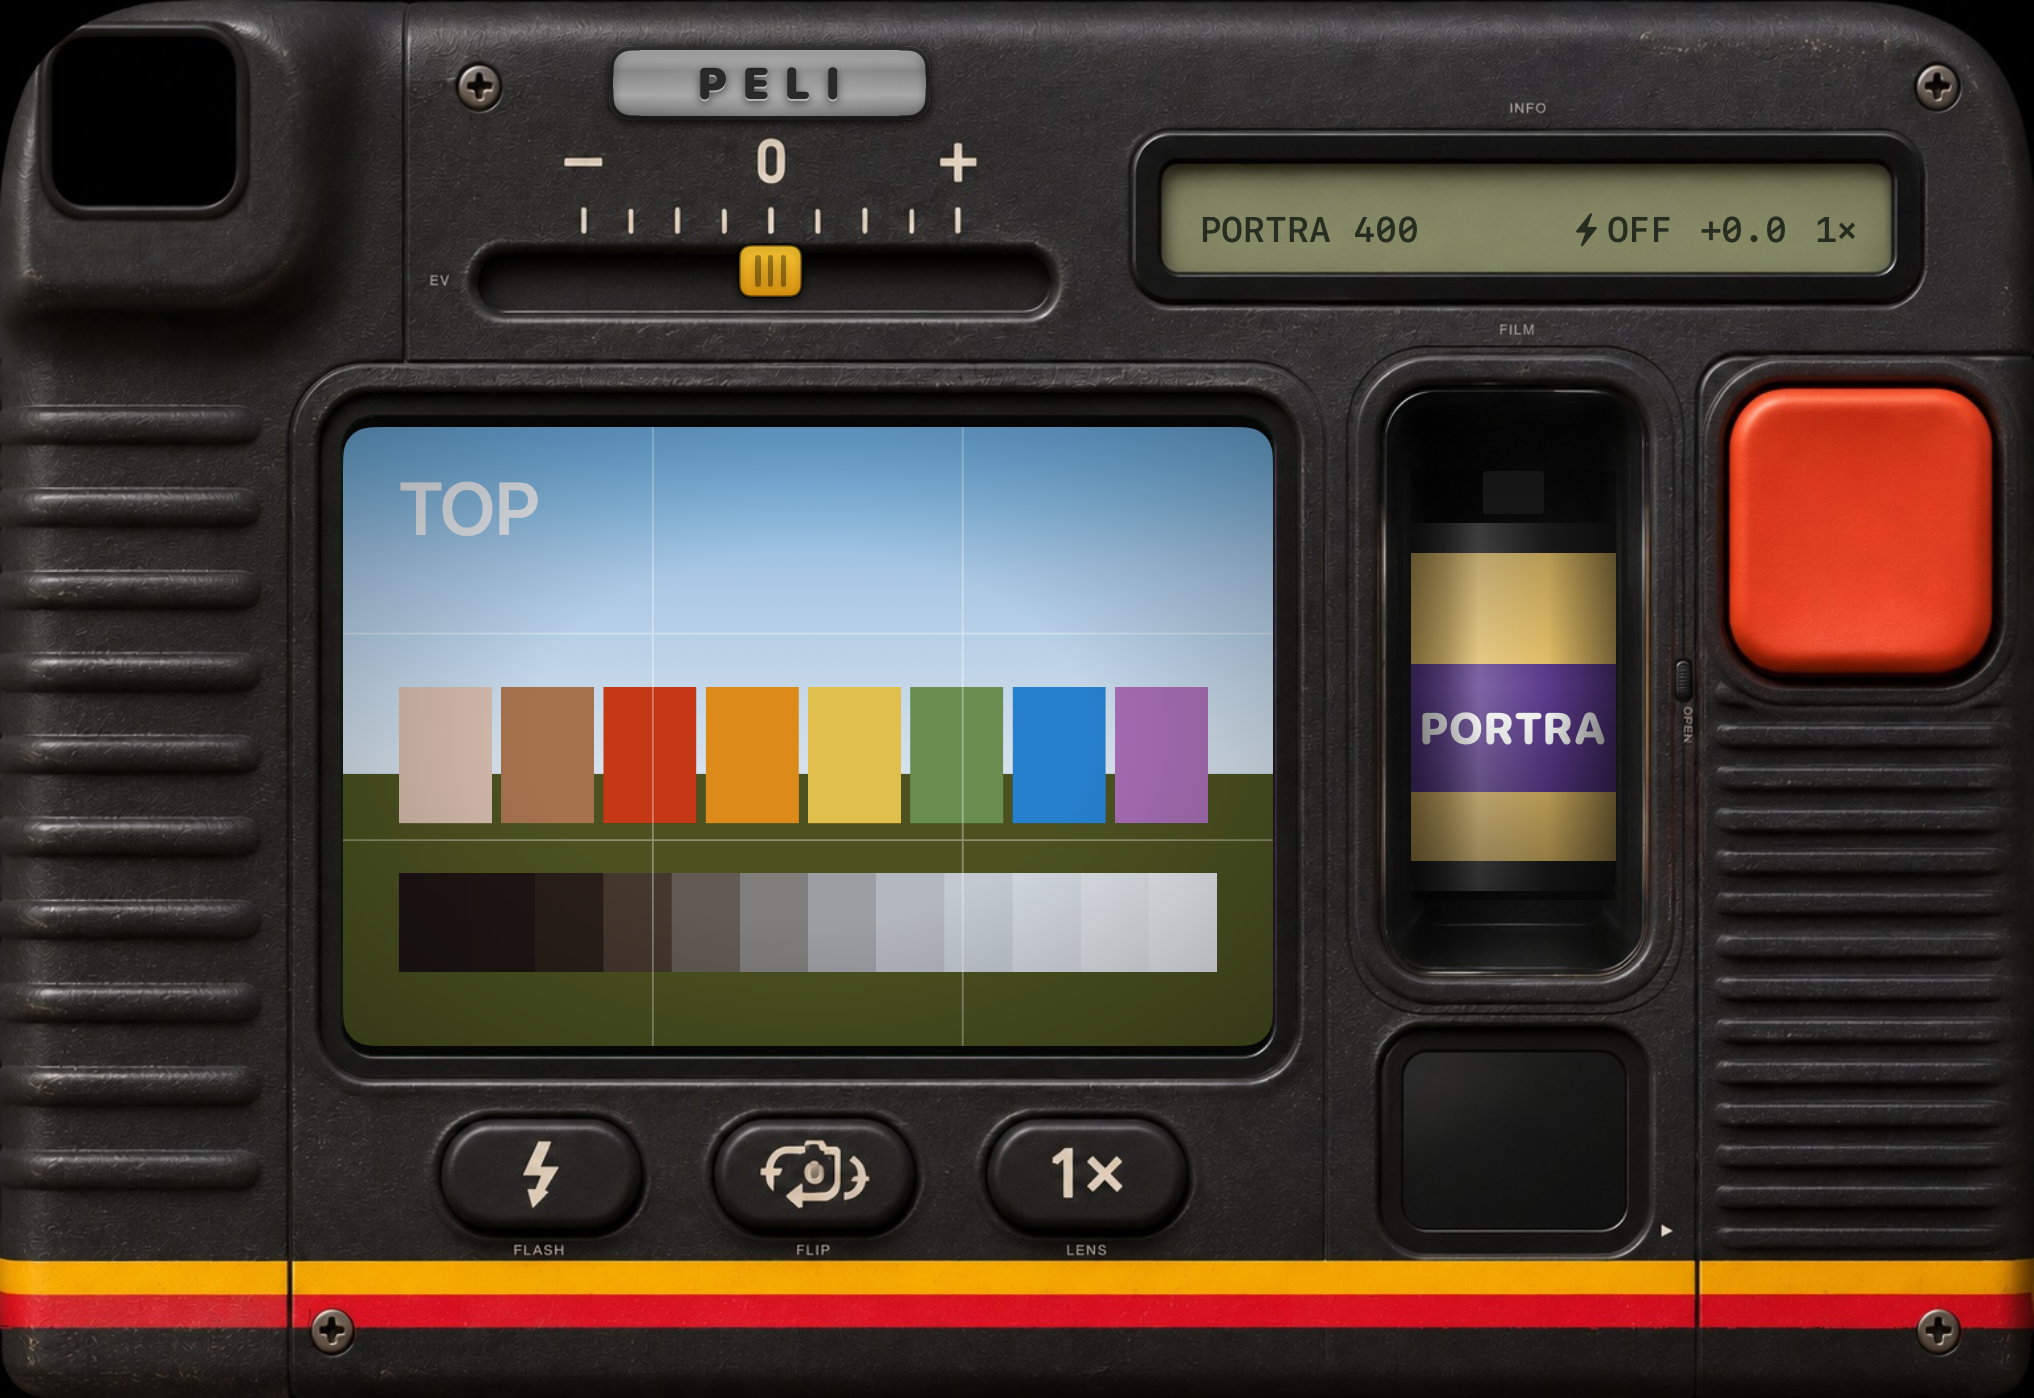 PELI
− 0 +
INFO
PORTRA 400 OFF +0.0 1×
EV
FILM
TOP
PORTRA
OPEN
1×
FLASH FLIP LENS